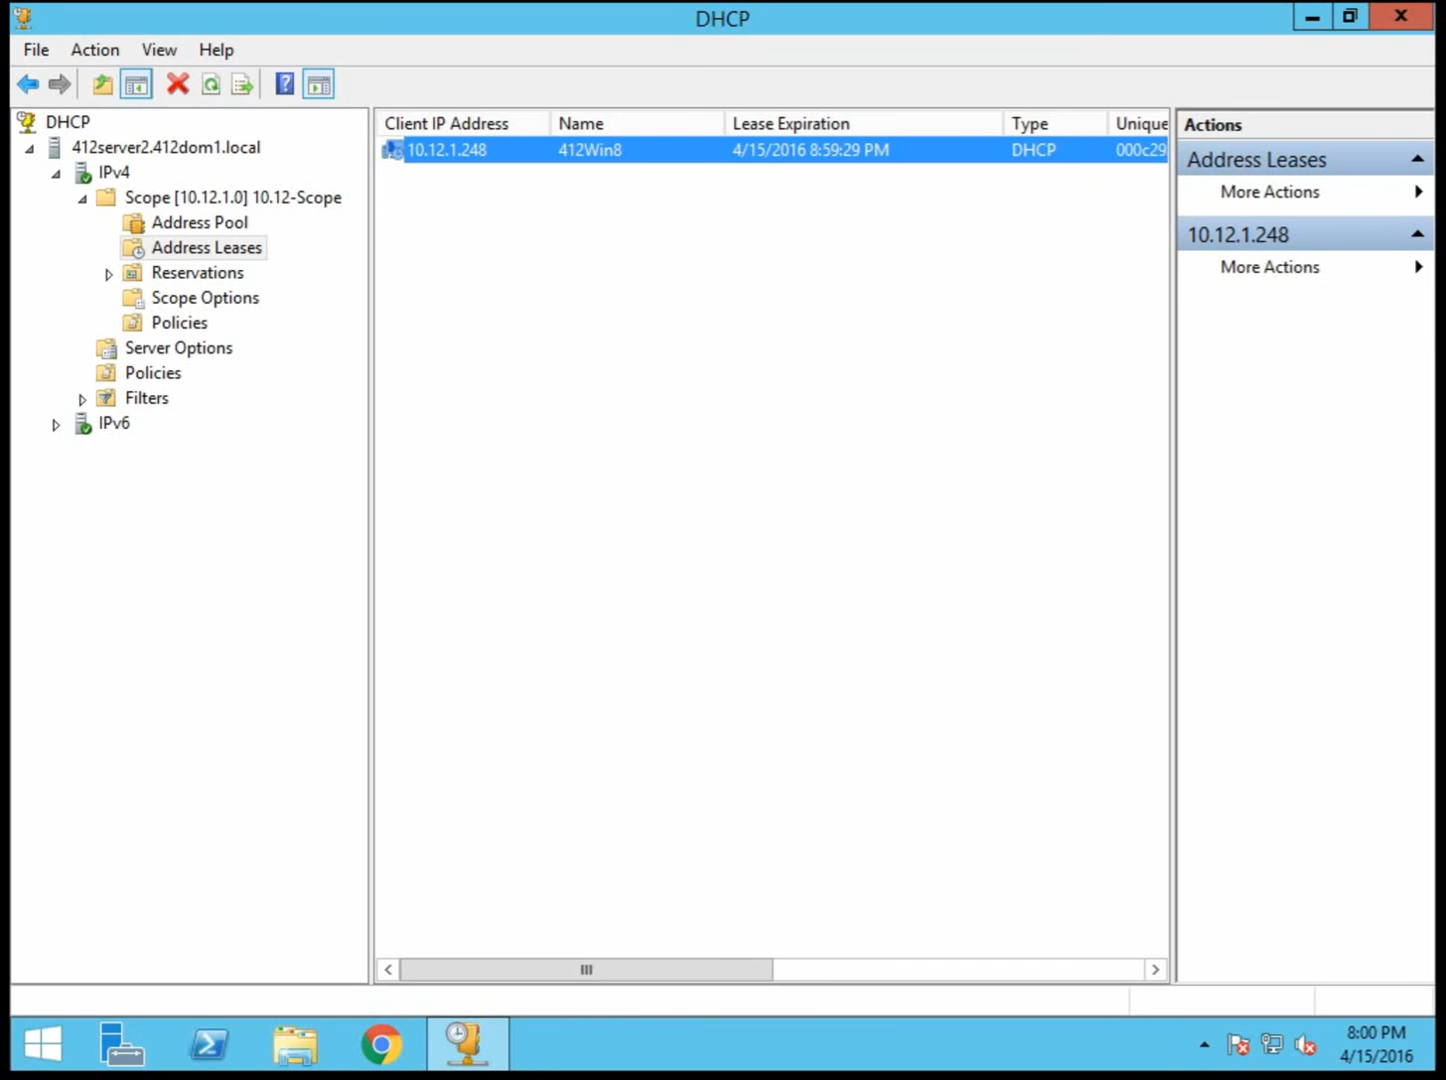 DHCP
File Action View Help
DHCP
412server2.412dom1.local
IPv4
Scope [10.12.1.0] 10.12-Scope
Address Pool
Address Leases
Reservations
Scope Options
Policies
Server Options
Policies
Filters
IPv6
Client IP Address Name Lease Expiration Type Unique
10.12.1.248 412Win8 4/15/2016 8:59:29 PM DHCP 000c29
Actions
Address Leases
More Actions
10.12.1.248
More Actions
8:00 PM
4/15/2016